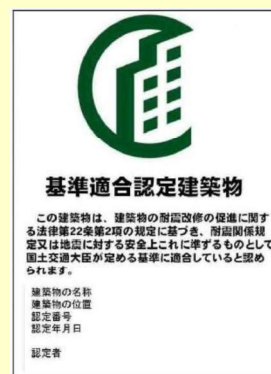 基準適合認定建築物
この建築物は、建築物の耐震改修の促進に関す
る法律第22条第2項の規定に基づき、耐震関係規
定又は地震に対する安全上これに準ずるものとして
国土交通大臣が定める基準に適合していると認め
られます。
建築物の名称
建築物の位置
認定番号
認定年月日
認定者